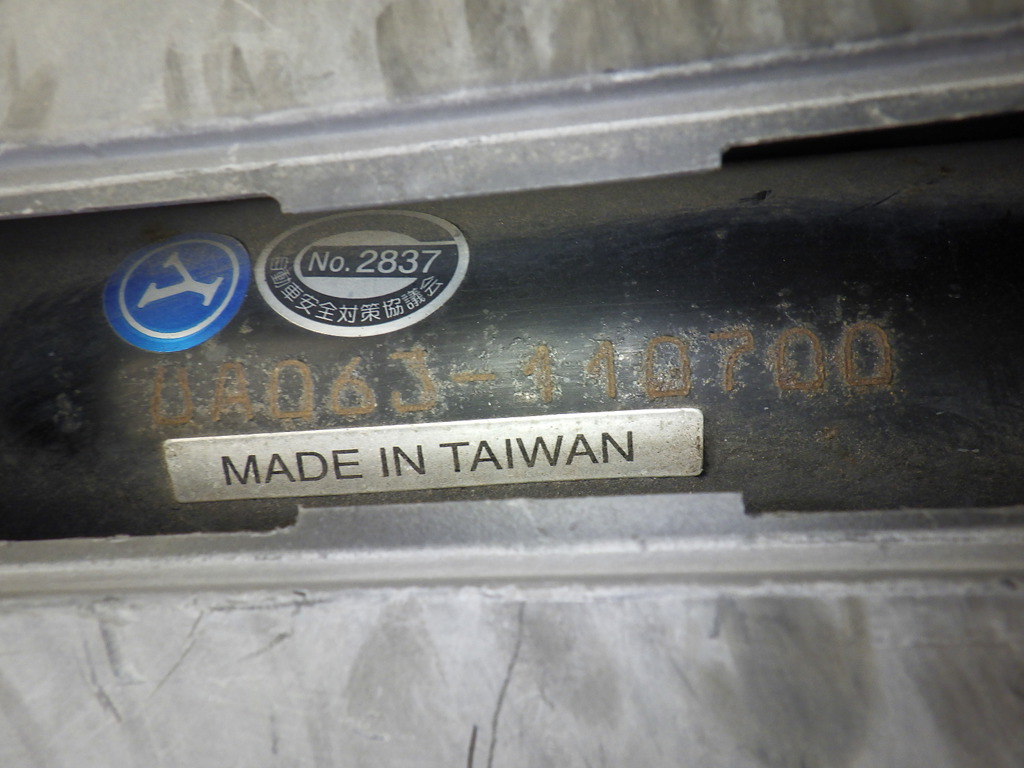 No. 2837
自動車安全対策協議会
UA063-110700
MADE IN TAIWAN